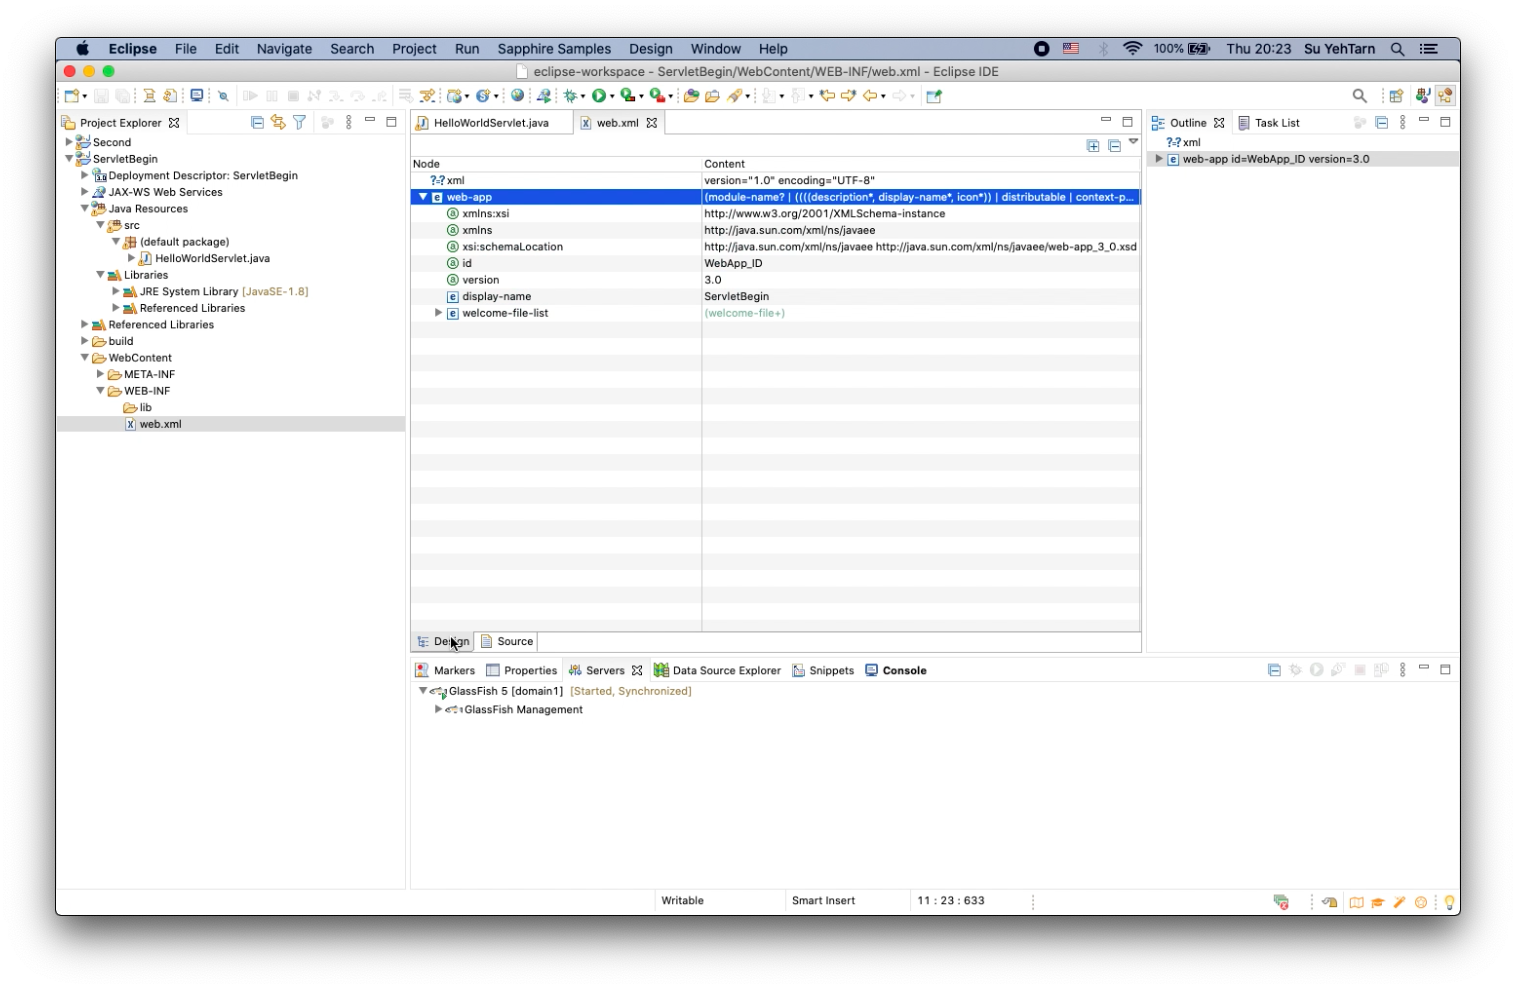 Eclipse File Edit Navigate Search Project Run Sapphire Samples Design Window Help 100% Thu 20:23 Su YehTarn
eclipse-workspace - ServletBegin/WebContent/WEB-INF/web.xml - Eclipse IDE
Project Explorer
Second
ServletBegin
Deployment Descriptor: ServletBegin
JAX-WS Web Services
Java Resources
src
(default package)
HelloWorldServlet.java
Libraries
JRE System Library [JavaSE-1.8]
Referenced Libraries
Referenced Libraries
build
WebContent
META-INF
WEB-INF
lib
web.xml
HelloWorldServlet.java web.xml
Node Content
?=? xml version="1.0" encoding="UTF-8"
web-app (module-name? | ((((description*, display-name*, icon*)) | distributable | context-p...
xmlns:xsi http://www.w3.org/2001/XMLSchema-instance
xmlns http://java.sun.com/xml/ns/javaee
xsi:schemaLocation http://java.sun.com/xml/ns/javaee http://java.sun.com/xml/ns/javaee/web-app_3_0.xsd
id WebApp_ID
version 3.0
display-name ServletBegin
welcome-file-list (welcome-file+)
Design Source
Outline Task List
?=? xml
web-app id=WebApp_ID version=3.0
Markers Properties Servers Data Source Explorer Snippets Console
GlassFish 5 [domain1] [Started, Synchronized]
GlassFish Management
Writable Smart Insert 11 : 23 : 633